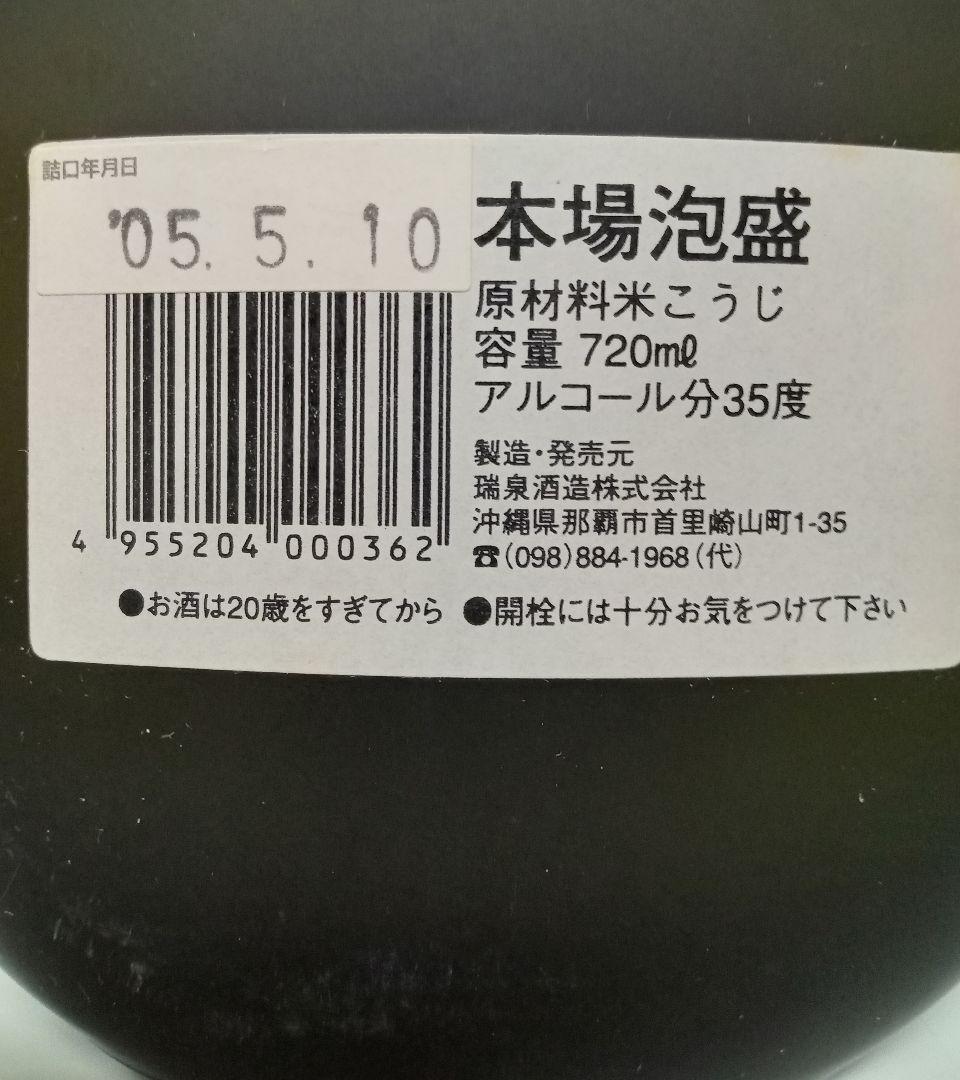 詰口年月日
'05. 5. 10
本場泡盛
原材料米こうじ
容量 720mℓ
アルコール分35度
製造・発売元
瑞泉酒造株式会社
沖縄県那覇市首里崎山町1-35
☎(098)884-1968(代)
4 955204 000362
●お酒は20歳をすぎてから ●開栓には十分お気をつけて下さい